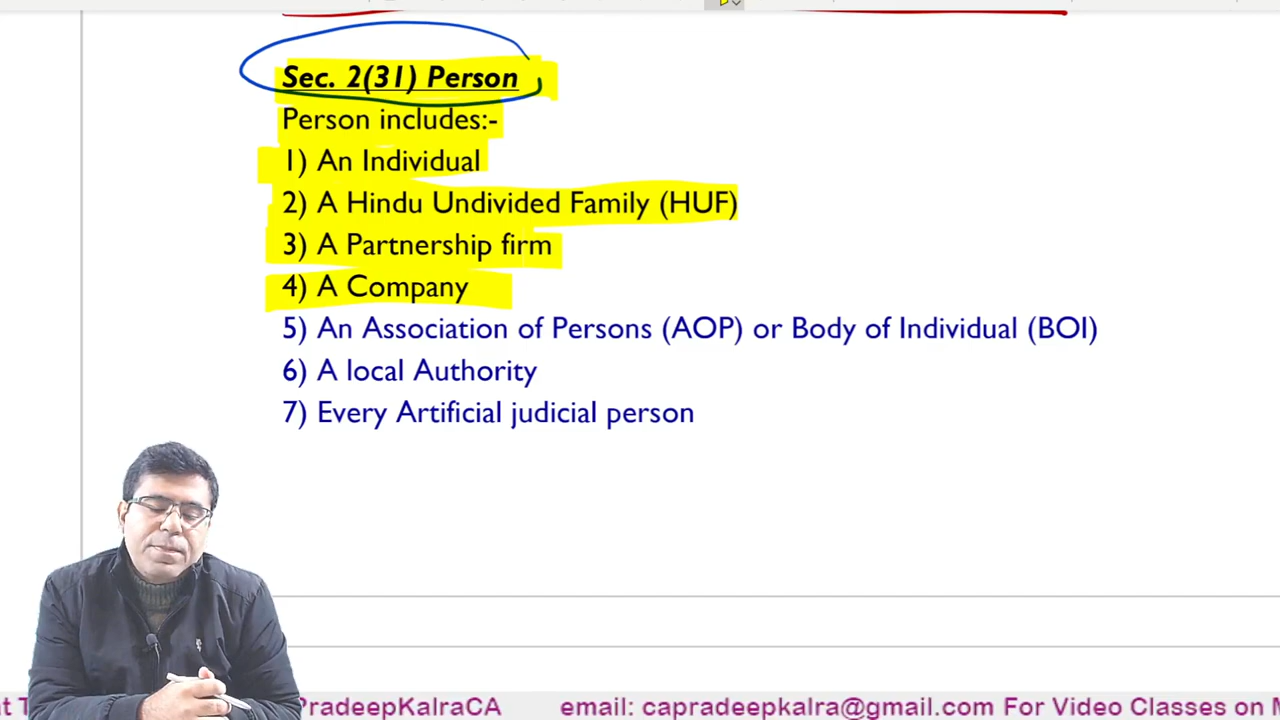 Sec. 2(31) Person
Person includes:-
1) An Individual
2) A Hindu Undivided Family (HUF)
3) A Partnership firm
4) A Company
5) An Association of Persons (AOP) or Body of Individual (BOI)
6) A local Authority
7) Every Artificial judicial person
PradeepKalraCA email: capradeepkalra@gmail.com For Video Classes on